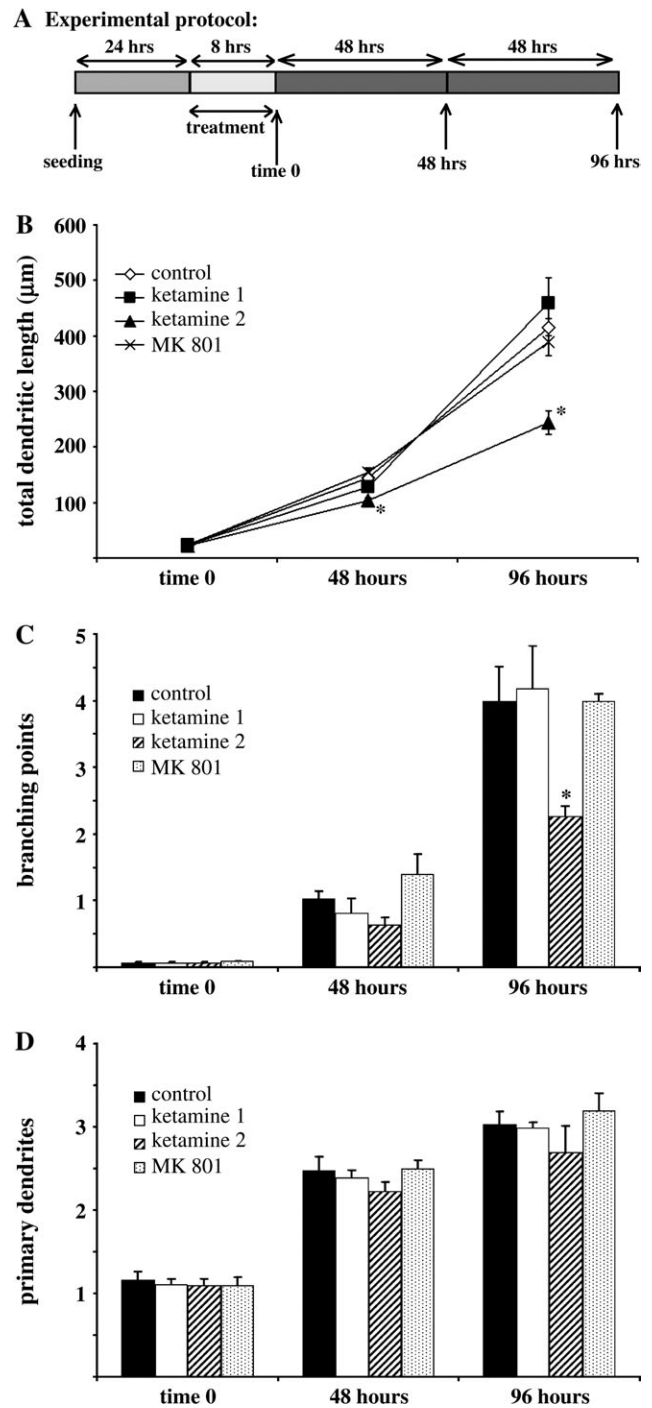 A Experimental protocol:
24 hrs 8 hrs 48 hrs 48 hrs
treatment
seeding time 0 48 hrs 96 hrs
B
600
500
400
300
200
100
total dendritic length (μm)
control
ketamine 1
ketamine 2
MK 801
*
*
time 0 48 hours 96 hours
C
5
4
3
2
1
branching points
control
ketamine 1
ketamine 2
MK 801
*
time 0 48 hours 96 hours
D
4
3
2
1
primary dendrites
control
ketamine 1
ketamine 2
MK 801
time 0 48 hours 96 hours